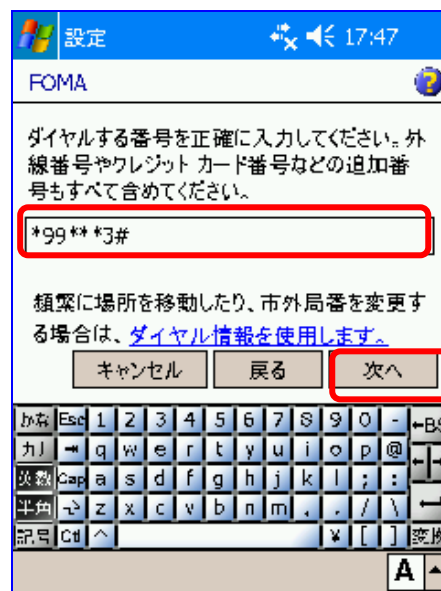 設定 17:47
FOMA
ダイヤルする番号を正確に入力してください。外
線番号やクレジット カード番号などの追加番
号もすべて含めてください。
*99***3#
頻繁に場所を移動したり、市外局番を変更す
る場合は、ダイヤル情報を使用します。
キャンセル 戻る 次へ
かな Esc 1 2 3 4 5 6 7 8 9 0 - ←BS
カﾅ q w e r t y u i o p @
英数 Cap a s d f g h j k l ; :
半角 z x c v b n m , . / \
記号 Ctl ^ ¥ [ ] 変換
A